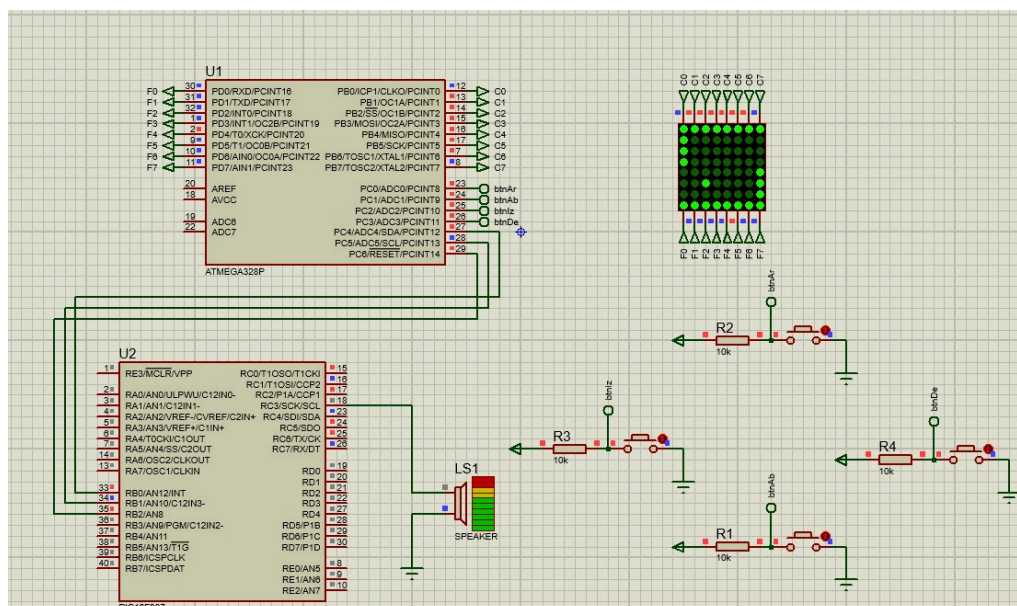 U1
F0 30 PD0/RXD/PCINT16 PB0/ICP1/CLKO/PCINT0 12 C0
F1 31 PD1/TXD/PCINT17 PB1/OC1A/PCINT1 13 C1
F2 32 PD2/INT0/PCINT18 PB2/SS/OC1B/PCINT2 14 C2
F3 1 PD3/INT1/OC2B/PCINT19 PB3/MOSI/OC2A/PCINT3 15 C3
F4 2 PD4/T0/XCK/PCINT20 PB4/MISO/PCINT4 16 C4
F5 9 PD5/T1/OC0B/PCINT21 PB5/SCK/PCINT5 17 C5
F6 10 PD6/AIN0/OC0A/PCINT22 PB6/TOSC1/XTAL1/PCINT6 7 C6
F7 11 PD7/AIN1/PCINT23 PB7/TOSC2/XTAL2/PCINT7 8 C7
20 AREF PC0/ADC0/PCINT8 23 btnAr
18 AVCC PC1/ADC1/PCINT9 24 btnAb
PC2/ADC2/PCINT10 25 btnIz
19 ADC6 PC3/ADC3/PCINT11 26 btnDe
22 ADC7 PC4/ADC4/SDA/PCINT12 27
PC5/ADC5/SCL/PCINT13 28
PC6/RESET/PCINT14 29
ATMEGA328P
C0 C1 C2 C3 C4 C5 C6 C7
F0 F1 F2 F3 F4 F5 F6 F7
btnAr
R2
10k
U2
1 RE3/MCLR/VPP RC0/T1OSO/T1CKI 15
RC1/T1OSI/CCP2 16
2 RA0/AN0/ULPWU/C12IN0- RC2/P1A/CCP1 17
3 RA1/AN1/C12IN1- RC3/SCK/SCL 18
4 RA2/AN2/VREF-/CVREF/C2IN+ RC4/SDI/SDA 23
5 RA3/AN3/VREF+/C1IN+ RC5/SDO 24
6 RA4/T0CKI/C1OUT RC6/TX/CK 25
7 RA5/AN4/SS/C2OUT RC7/RX/DT 26
14 RA6/OSC2/CLKOUT
13 RA7/OSC1/CLKIN RD0 19
RD1 20
33 RB0/AN12/INT RD2 21
34 RB1/AN10/C12IN3- RD3 22
35 RB2/AN8 RD4 27
36 RB3/AN9/PGM/C12IN2- RD5/P1B 28
37 RB4/AN11 RD6/P1C 29
38 RB5/AN13/T1G RD7/P1D 30
39 RB6/ICSPCLK
40 RB7/ICSPDAT RE0/AN5 8
RE1/AN6 9
RE2/AN7 10
LS1
SPEAKER
btnIz
R3
10k
btnDe
R4
10k
btnAb
R1
10k